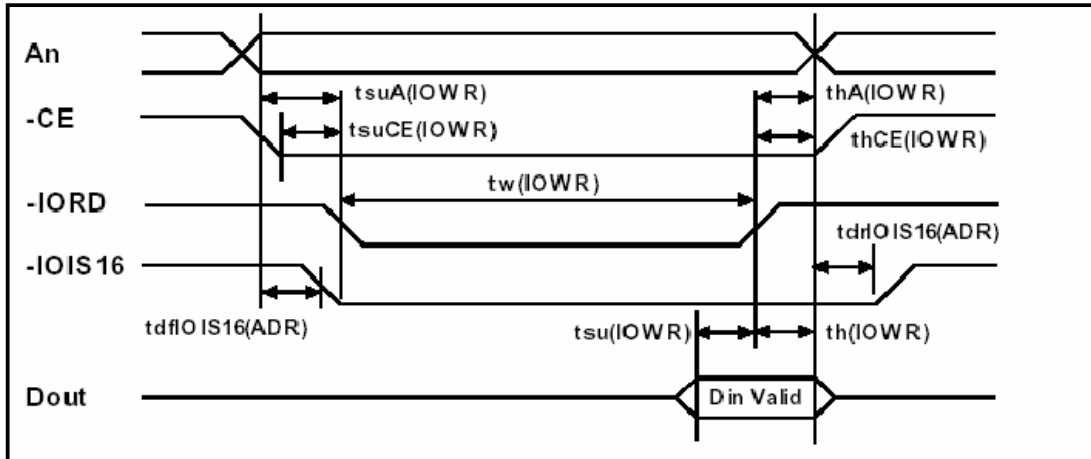 An
tsuA(IOWR)
thA(IOWR)
-CE
tsuCE(IOWR)
thCE(IOWR)
tw(IOWR)
-IORD
tdrIOIS16(ADR)
-IOIS16
tdfIOIS16(ADR)
tsu(IOWR)
th(IOWR)
Dout
Din Valid